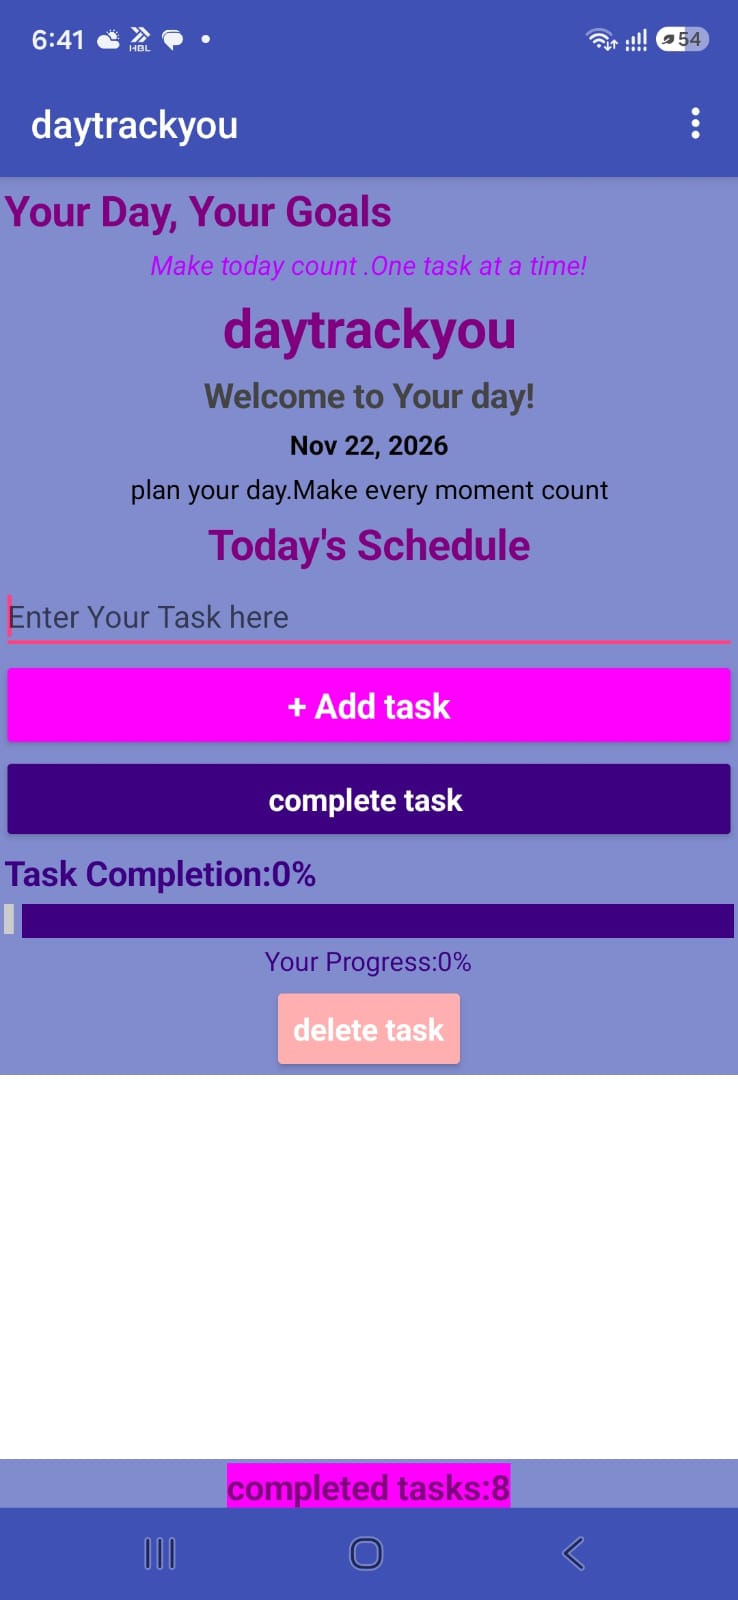 6:41 HBL 54
daytrackyou
Your Day, Your Goals
Make today count .One task at a time!
daytrackyou
Welcome to Your day!
Nov 22, 2026
plan your day.Make every moment count
Today's Schedule
Enter Your Task here
+ Add task
complete task
Task Completion:0%
Your Progress:0%
delete task
completed tasks:8